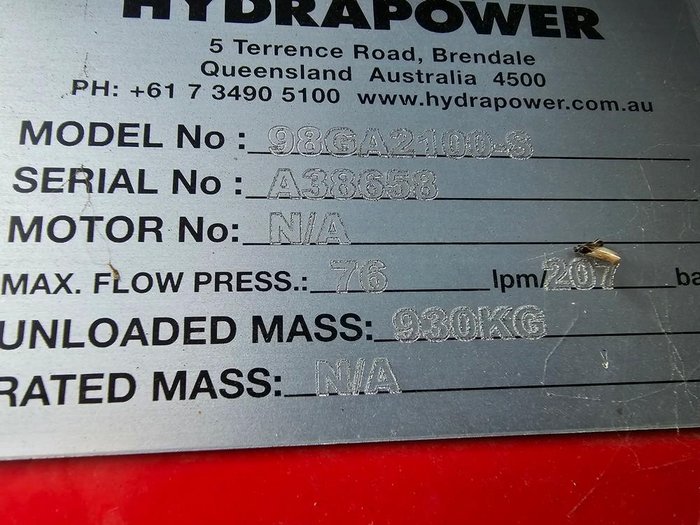 HYDRAPOWER
5 Terrence Road, Brendale
Queensland Australia 4500
PH: +61 7 3490 5100 www.hydrapower.com.au
MODEL No : 98GA2100-S
SERIAL No : A38658
MOTOR No: N/A
MAX. FLOW PRESS.: 76 lpm/207 ba
UNLOADED MASS: 930KG
RATED MASS: N/A